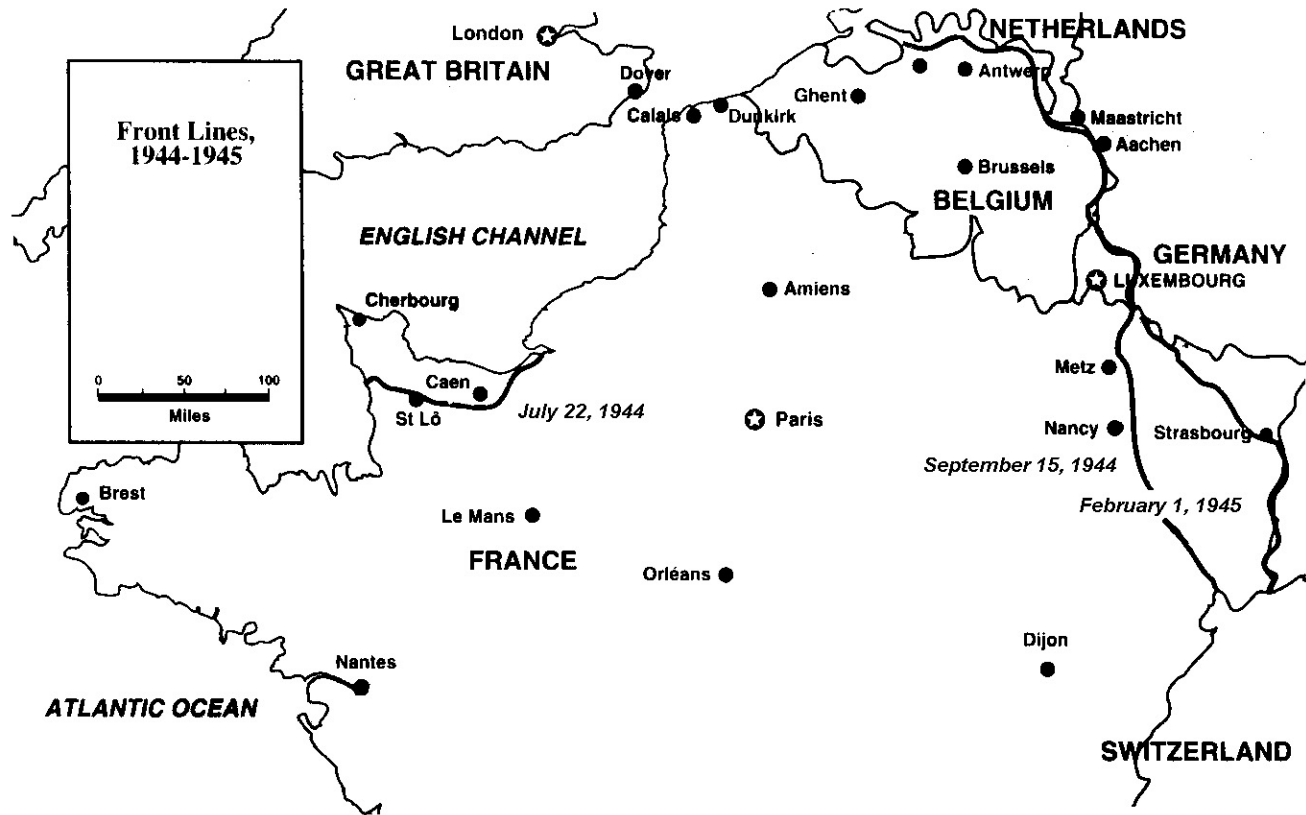 London
GREAT BRITAIN
NETHERLANDS
Dover
Antwerp
Ghent
Calais
Dunkirk
Maastricht
Aachen
Front Lines,
1944-1945
Brussels
BELGIUM
ENGLISH CHANNEL
GERMANY
LUXEMBOURG
Amiens
Cherbourg
Metz
0 50 100
Miles
Caen
St Lô
July 22, 1944
Paris
Nancy
Strasbourg
September 15, 1944
February 1, 1945
Brest
Le Mans
FRANCE
Orléans
Dijon
Nantes
ATLANTIC OCEAN
SWITZERLAND